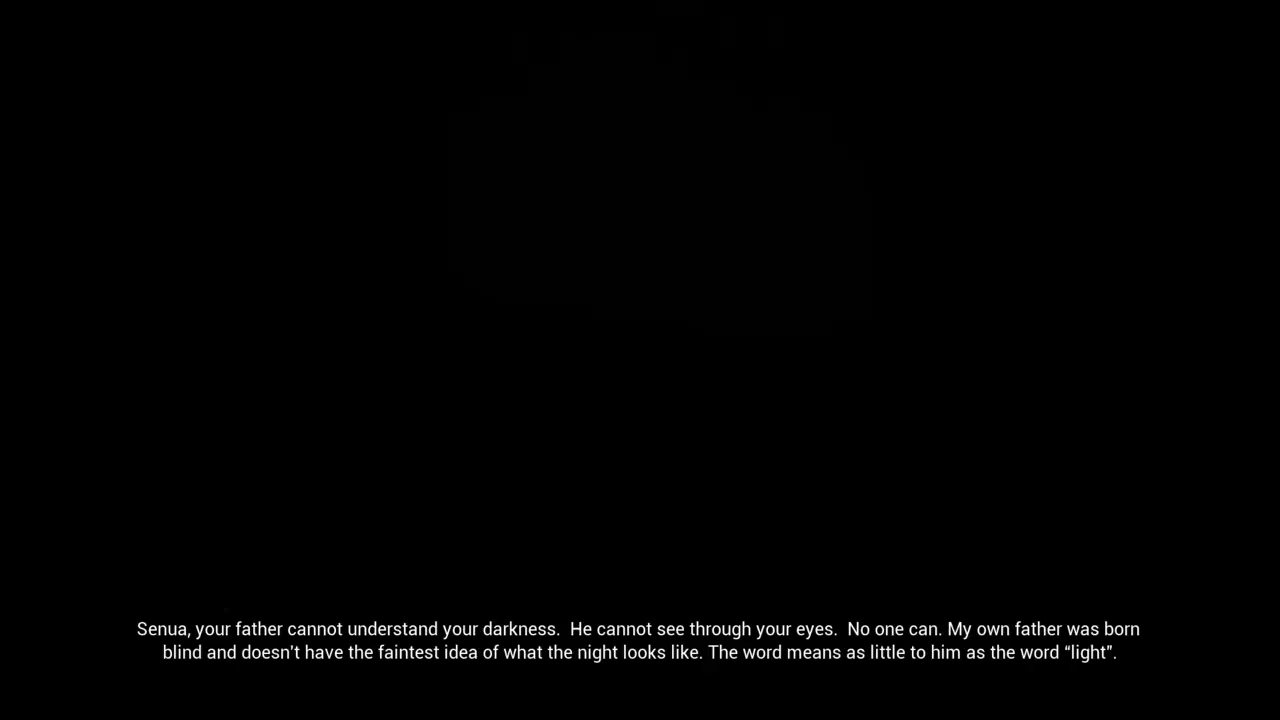 Senua, your father cannot understand your darkness.  He cannot see through your eyes.  No one can. My own father was born
blind and doesn't have the faintest idea of what the night looks like. The word means as little to him as the word “light”.